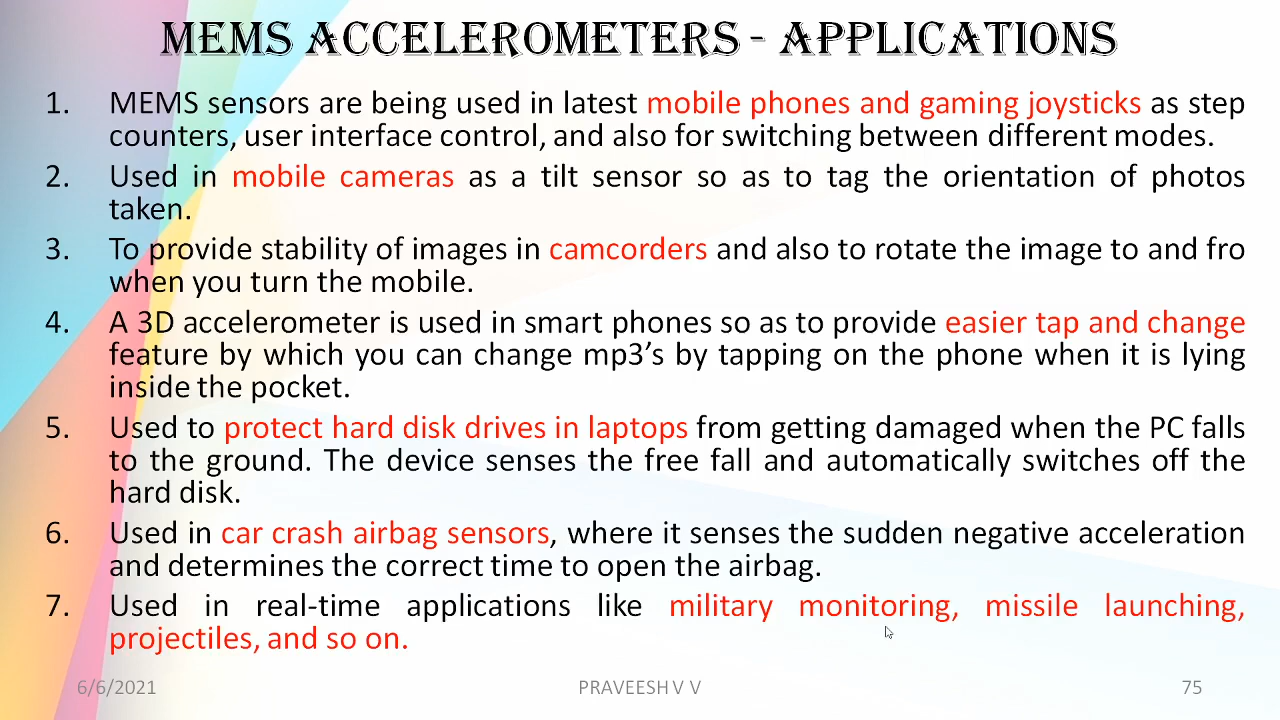 MEMS ACCELEROMETERS - APPLICATIONS
1. MEMS sensors are being used in latest mobile phones and gaming joysticks as step
counters, user interface control, and also for switching between different modes.
2. Used in mobile cameras as a tilt sensor so as to tag the orientation of photos
taken.
3. To provide stability of images in camcorders and also to rotate the image to and fro
when you turn the mobile.
4. A 3D accelerometer is used in smart phones so as to provide easier tap and change
feature by which you can change mp3’s by tapping on the phone when it is lying
inside the pocket.
5. Used to protect hard disk drives in laptops from getting damaged when the PC falls
to the ground. The device senses the free fall and automatically switches off the
hard disk.
6. Used in car crash airbag sensors, where it senses the sudden negative acceleration
and determines the correct time to open the airbag.
7. Used in real-time applications like military monitoring, missile launching,
projectiles, and so on.
6/6/2021 PRAVEESH V V 75